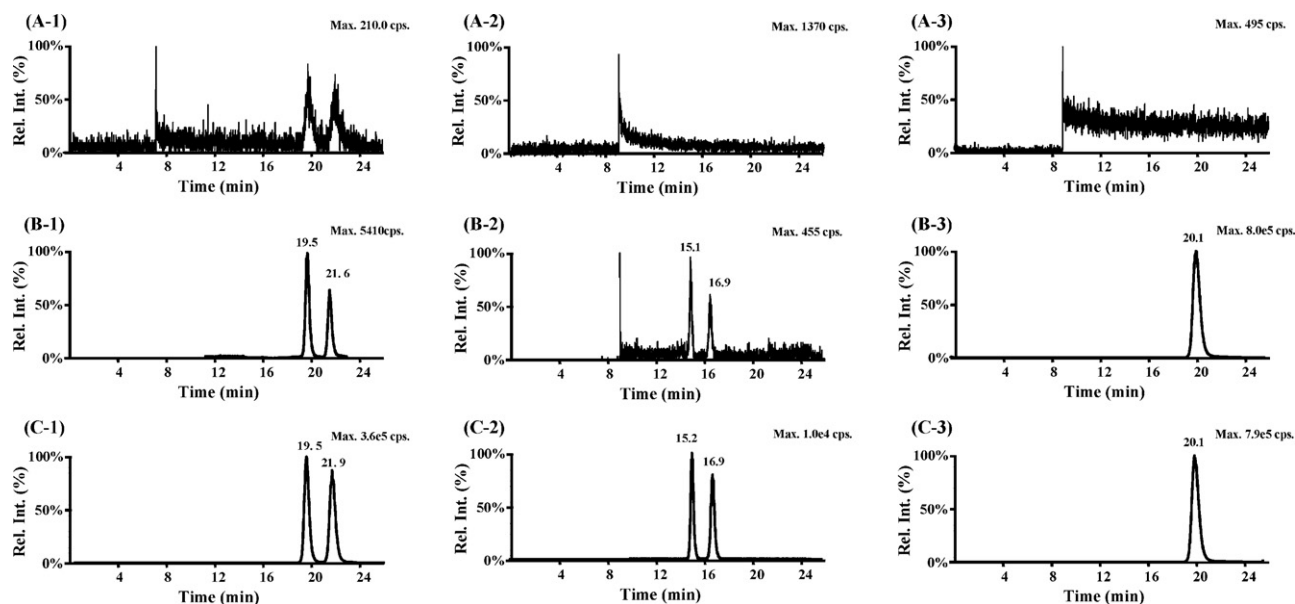 (A-1)
Max. 210.0 cps.
Rel. Int. (%)
100%
50%
0%
4 8 12 16 20 24
Time (min)
(A-2)
Max. 1370 cps.
Rel. Int. (%)
100%
50%
0%
4 8 12 16 20 24
Time (min)
(A-3)
Max. 495 cps.
Rel. Int. (%)
100%
50%
0%
4 8 12 16 20 24
Time (min)
(B-1)
Max. 5410cps.
19.5
21. 6
Rel. Int. (%)
100%
50%
0%
4 8 12 16 20 24
Time (min)
(B-2)
Max. 455 cps.
15.1
16.9
Rel. Int. (%)
100%
50%
0%
4 8 12 16 20 24
Time (min)
(B-3)
Max. 8.0e5 cps.
20.1
Rel. Int. (%)
100%
50%
0%
4 8 12 16 20 24
Time (min)
(C-1)
Max. 3.6e5 cps.
19. 5
21. 9
Rel. Int. (%)
100%
50%
0%
4 8 12 16 20 24
Time (min)
(C-2)
Max. 1.0e4 cps.
15.2
16.9
Rel. Int. (%)
100%
50%
0%
4 8 12 16 20 24
Time (min)
(C-3)
Max. 7.9e5 cps.
20.1
Rel. Int. (%)
100%
50%
0%
4 8 12 16 20 24
Time (min)